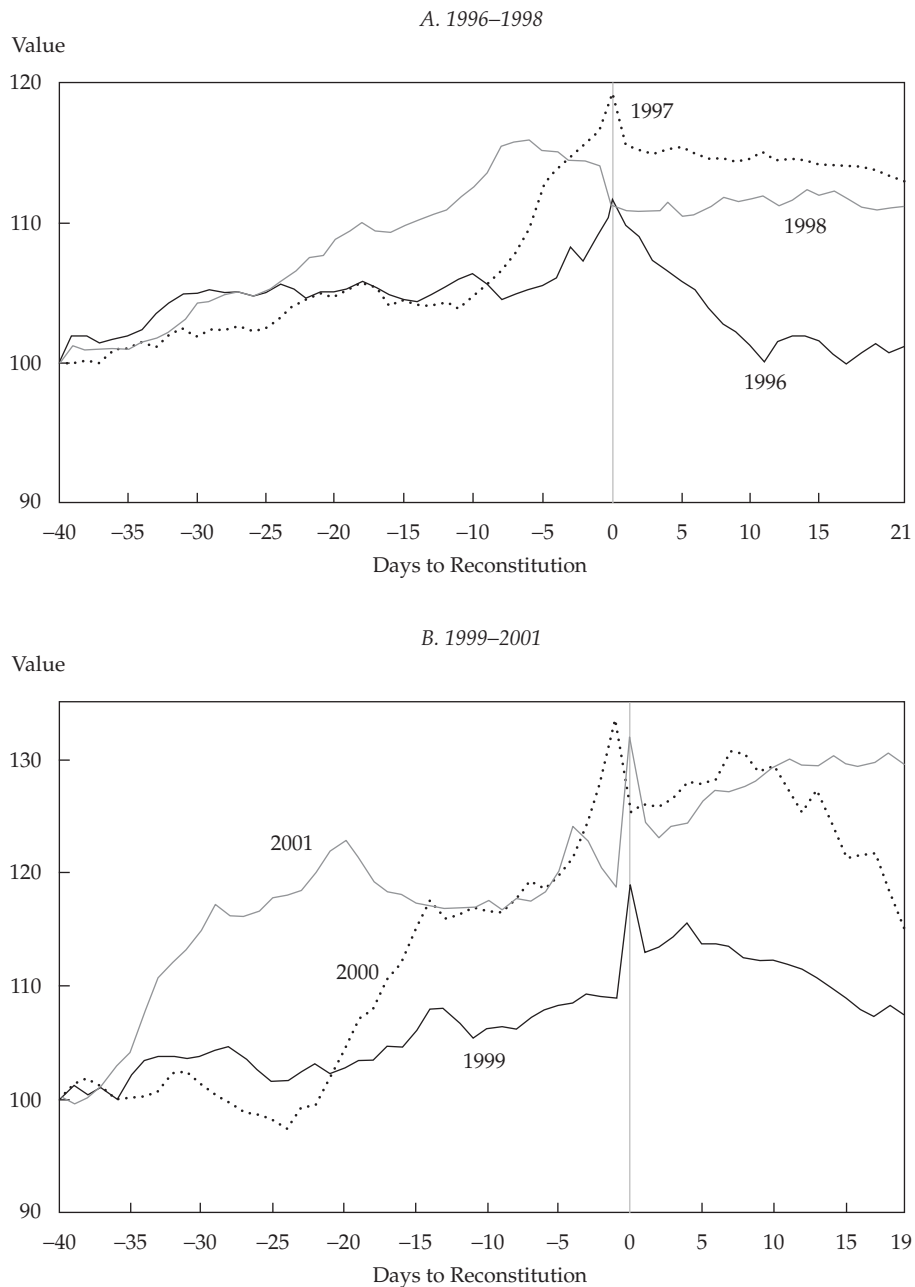 A. 1996–1998
Value
120
1997
110
1998
100
1996
90
–40 –35 –30 –25 –20 –15 –10 –5 0 5 10 15 21
Days to Reconstitution
B. 1999–2001
Value
130
2001
120
2000
110
1999
100
90
–40 –35 –30 –25 –20 –15 –10 –5 0 5 10 15 19
Days to Reconstitution